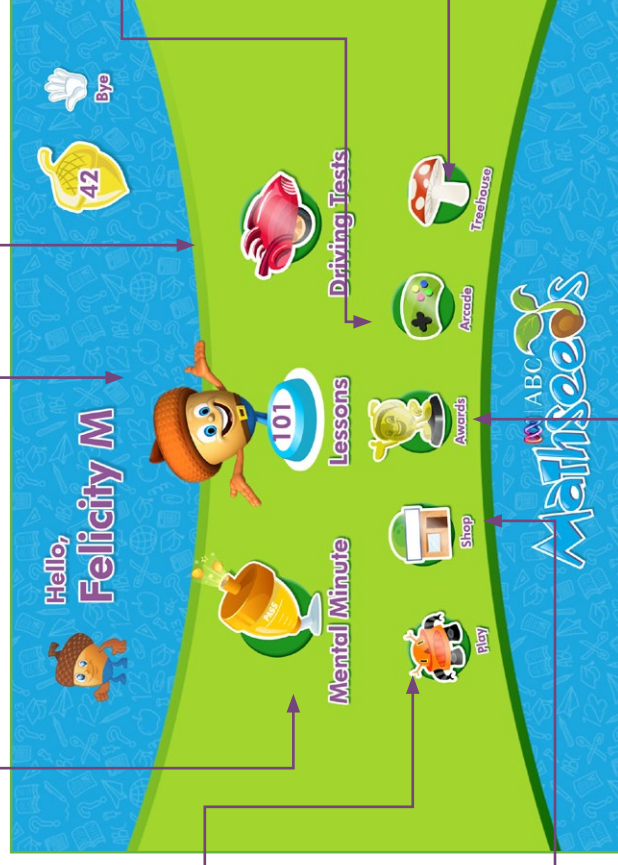 Hello,
Felicity M
42
Bye
PASS
101
Mental Minute
Lessons
Driving Tests
Play
Shop
Awards
Arcade
Treehouse
ABC
Mathseeds